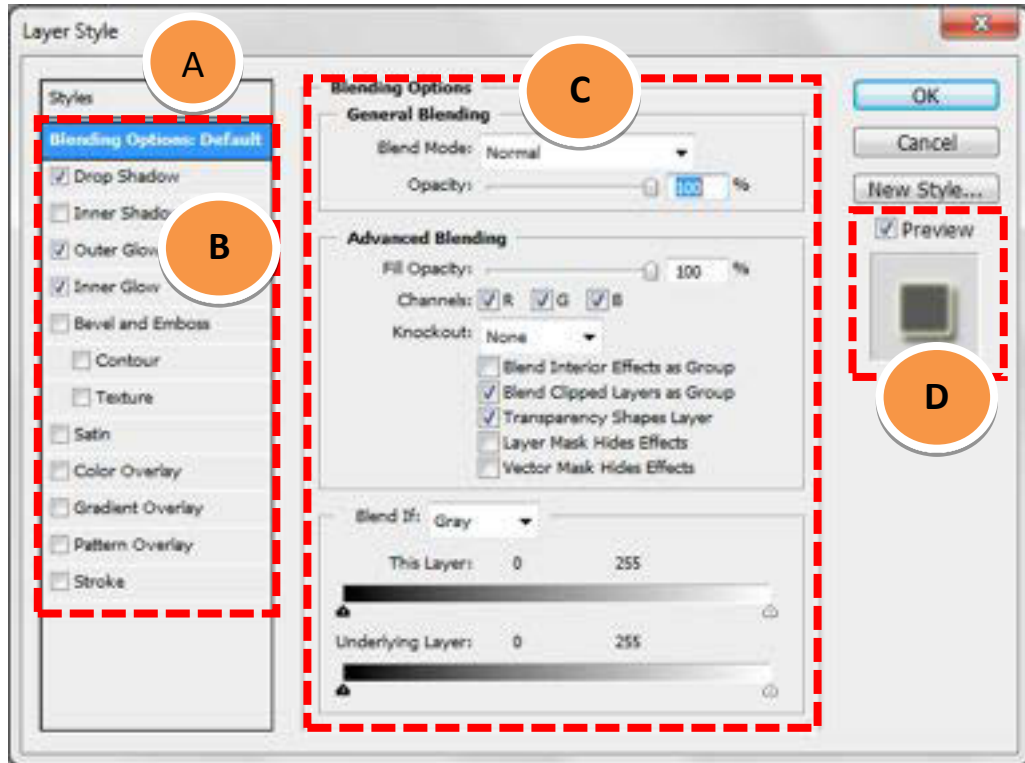 Layer Style
A
Styles
Blending Options: Default
Drop Shadow
Inner Shadow
Outer Glow
B
Inner Glow
Bevel and Emboss
Contour
Texture
Satin
Color Overlay
Gradient Overlay
Pattern Overlay
Stroke
Blending Options
C
General Blending
Blend Mode: Normal
Opacity: 100 %
Advanced Blending
Fill Opacity: 100 %
Channels: R G B
Knockout: None
Blend Interior Effects as Group
Blend Clipped Layers as Group
Transparency Shapes Layer
Layer Mask Hides Effects
Vector Mask Hides Effects
Blend If: Gray
This Layer: 0 255
Underlying Layer: 0 255
OK
Cancel
New Style...
Preview
D